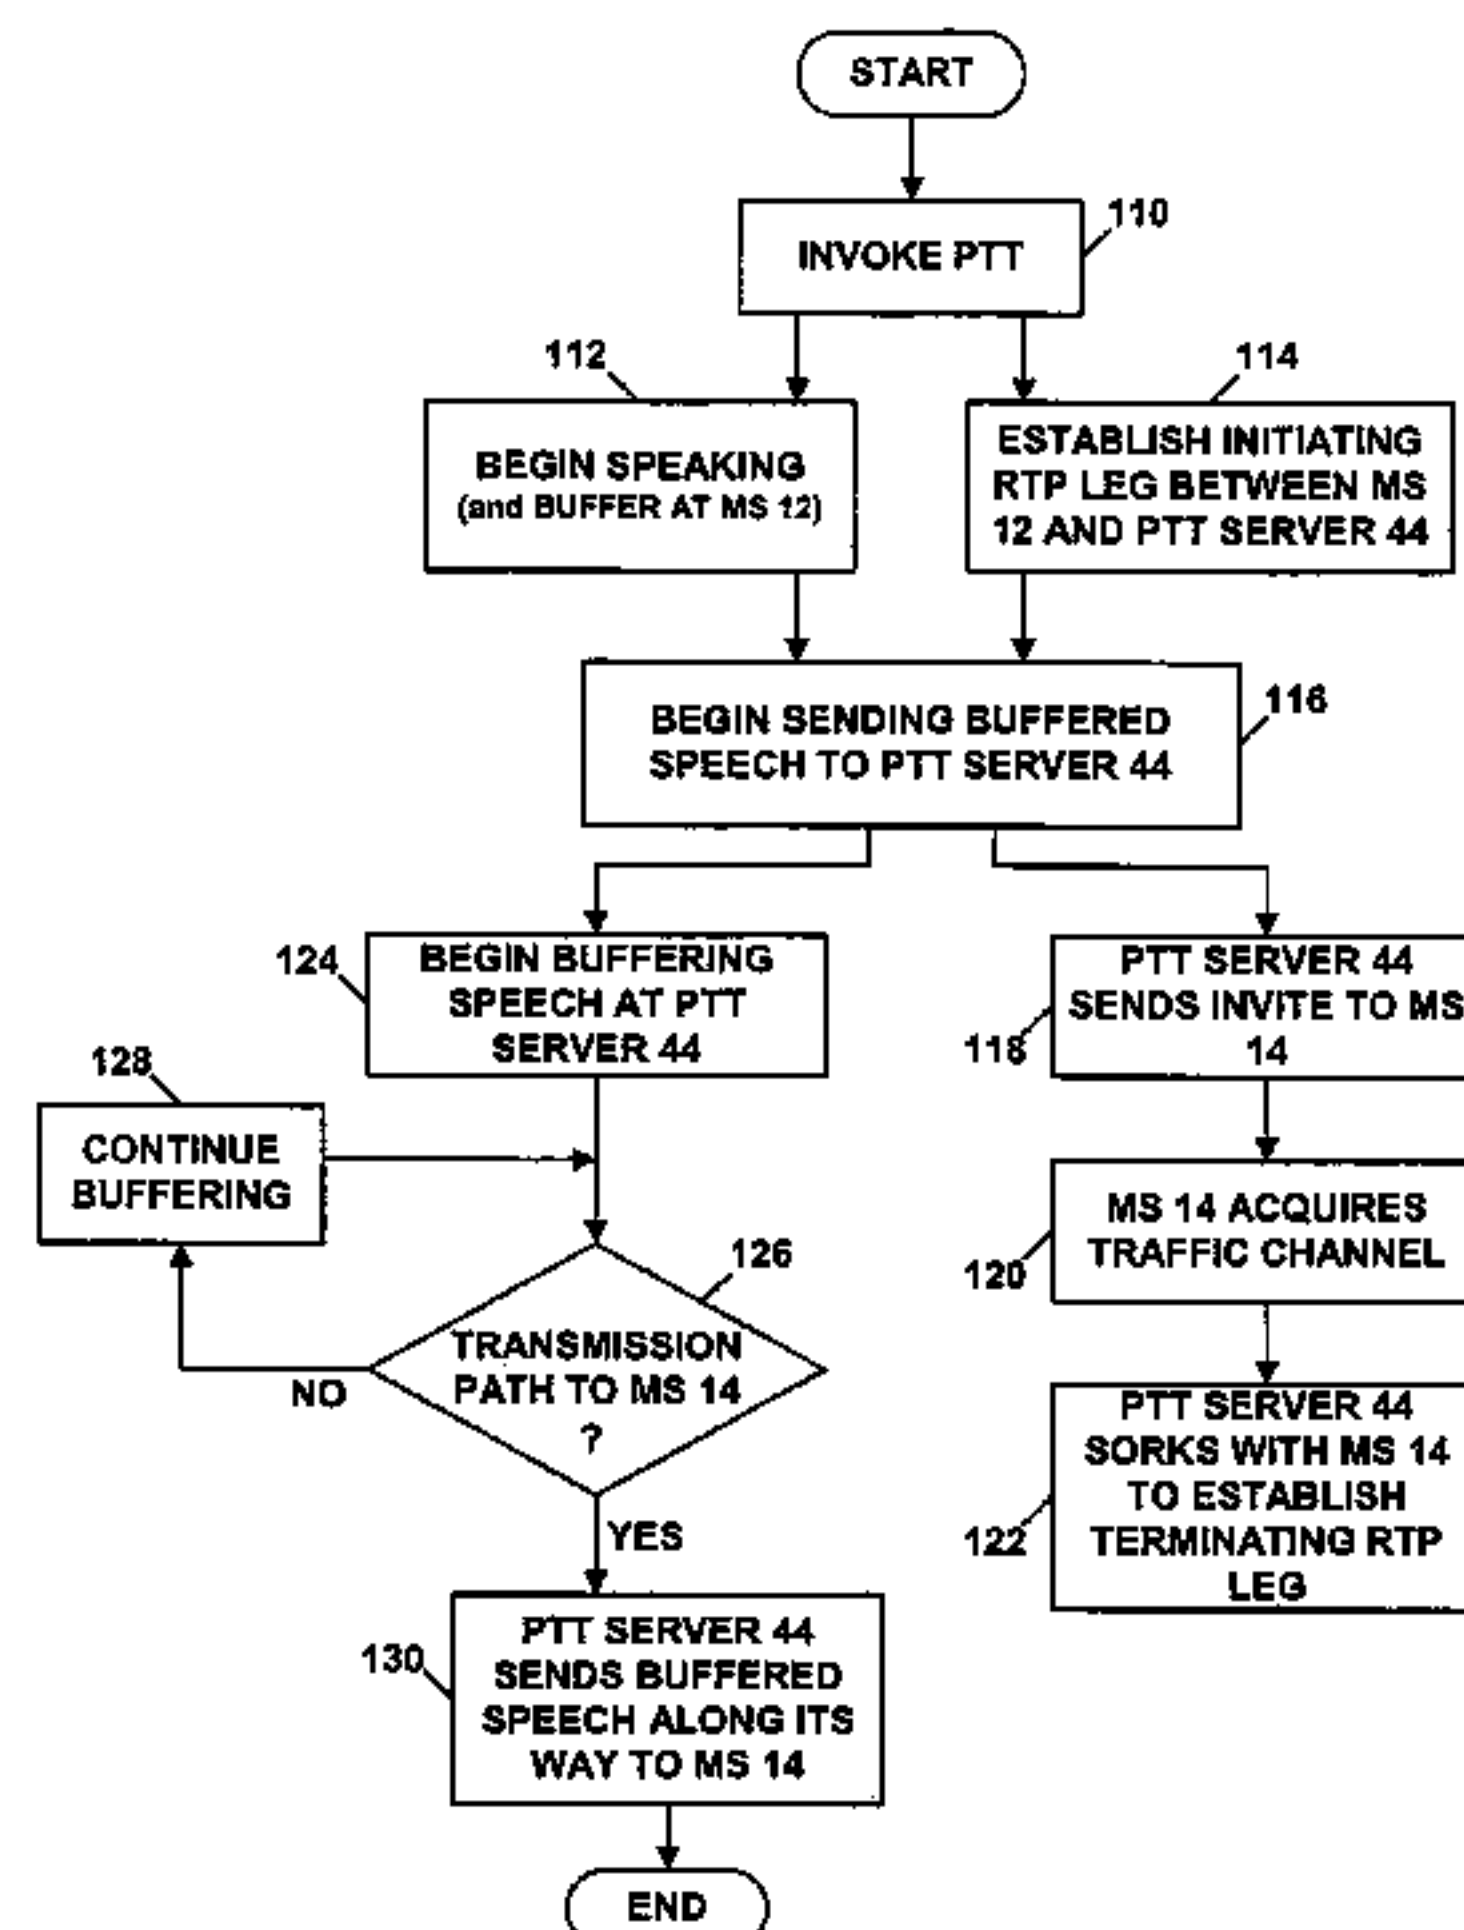 START
INVOKE PTT
110
112
114
BEGIN SPEAKING
(and BUFFER AT MS 12)
ESTABLISH INITIATING
RTP LEG BETWEEN MS
12 AND PTT SERVER 44
BEGIN SENDING BUFFERED
SPEECH TO PTT SERVER 44
116
124
BEGIN BUFFERING
SPEECH AT PTT
SERVER 44
118
PTT SERVER 44
SENDS INVITE TO MS
14
128
CONTINUE
BUFFERING
120
MS 14 ACQUIRES
TRAFFIC CHANNEL
126
TRANSMISSION
PATH TO MS 14
?
NO
YES
122
PTT SERVER 44
SORKS WITH MS 14
TO ESTABLISH
TERMINATING RTP
LEG
130
PTT SERVER 44
SENDS BUFFERED
SPEECH ALONG ITS
WAY TO MS 14
END